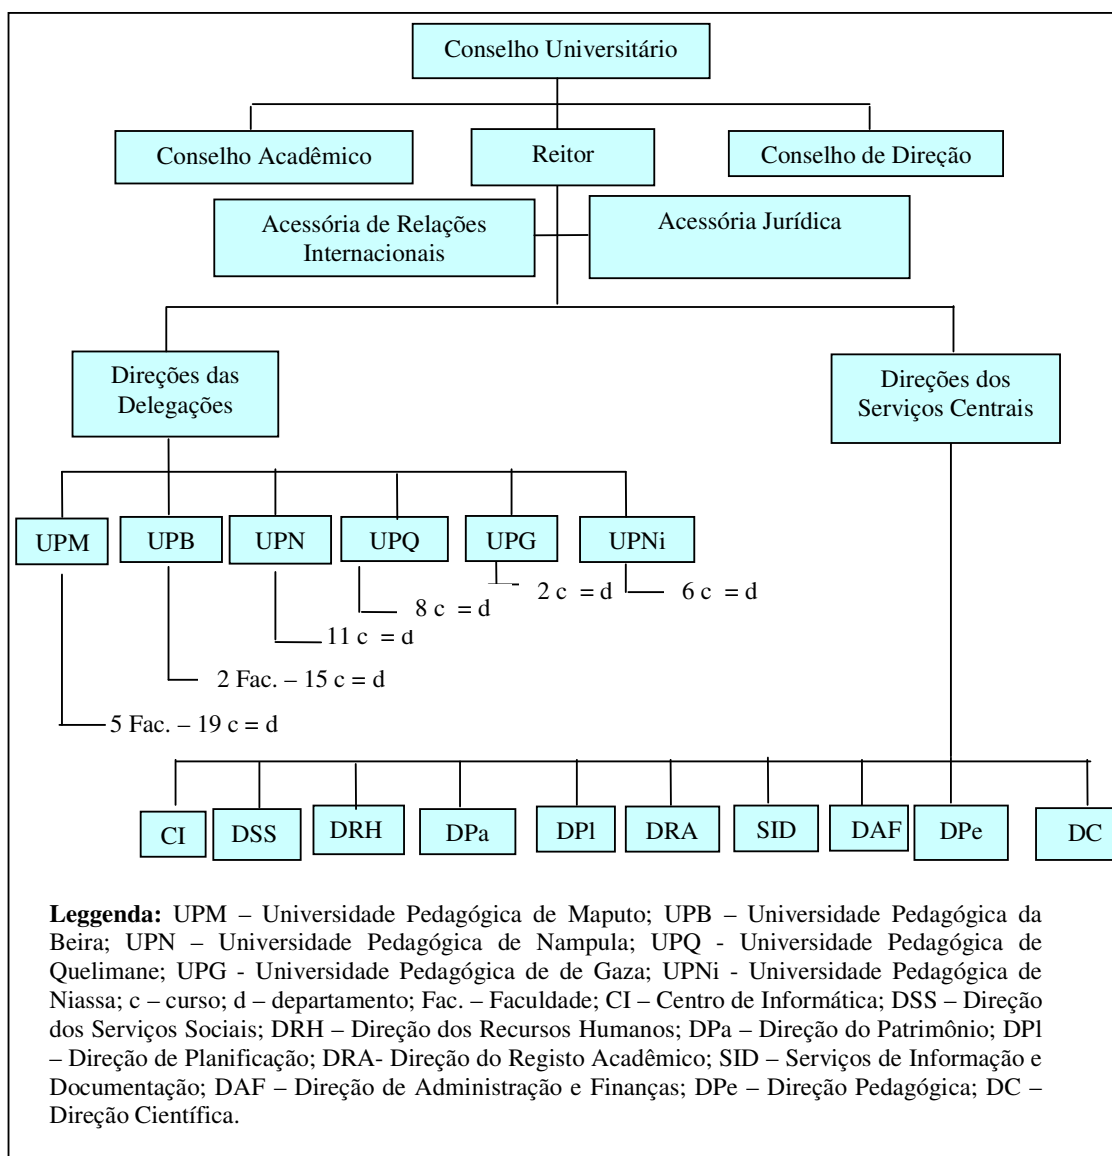 Conselho Universitário
Conselho Acadêmico
Reitor
Conselho de Direção
Acessória de Relações
Internacionais
Acessória Jurídica
Direções das
Delegações
Direções dos
Serviços Centrais
UPM
UPB
UPN
UPQ
UPG
UPNi
2 c = d
6 c = d
8 c = d
11 c = d
2 Fac. – 15 c = d
5 Fac. – 19 c = d
CI
DSS
DRH
DPa
DPl
DRA
SID
DAF
DPe
DC
Leggenda: UPM – Universidade Pedagógica de Maputo; UPB – Universidade Pedagógica da
Beira; UPN – Universidade Pedagógica de Nampula; UPQ - Universidade Pedagógica de
Quelimane; UPG - Universidade Pedagógica de de Gaza; UPNi - Universidade Pedagógica de
Niassa; c – curso; d – departamento; Fac. – Faculdade; CI – Centro de Informática; DSS – Direção
dos Serviços Sociais; DRH – Direção dos Recursos Humanos; DPa – Direção do Patrimônio; DPl
– Direção de Planificação; DRA- Direção do Registo Acadêmico; SID – Serviços de Informação e
Documentação; DAF – Direção de Administração e Finanças; DPe – Direção Pedagógica; DC –
Direção Científica.